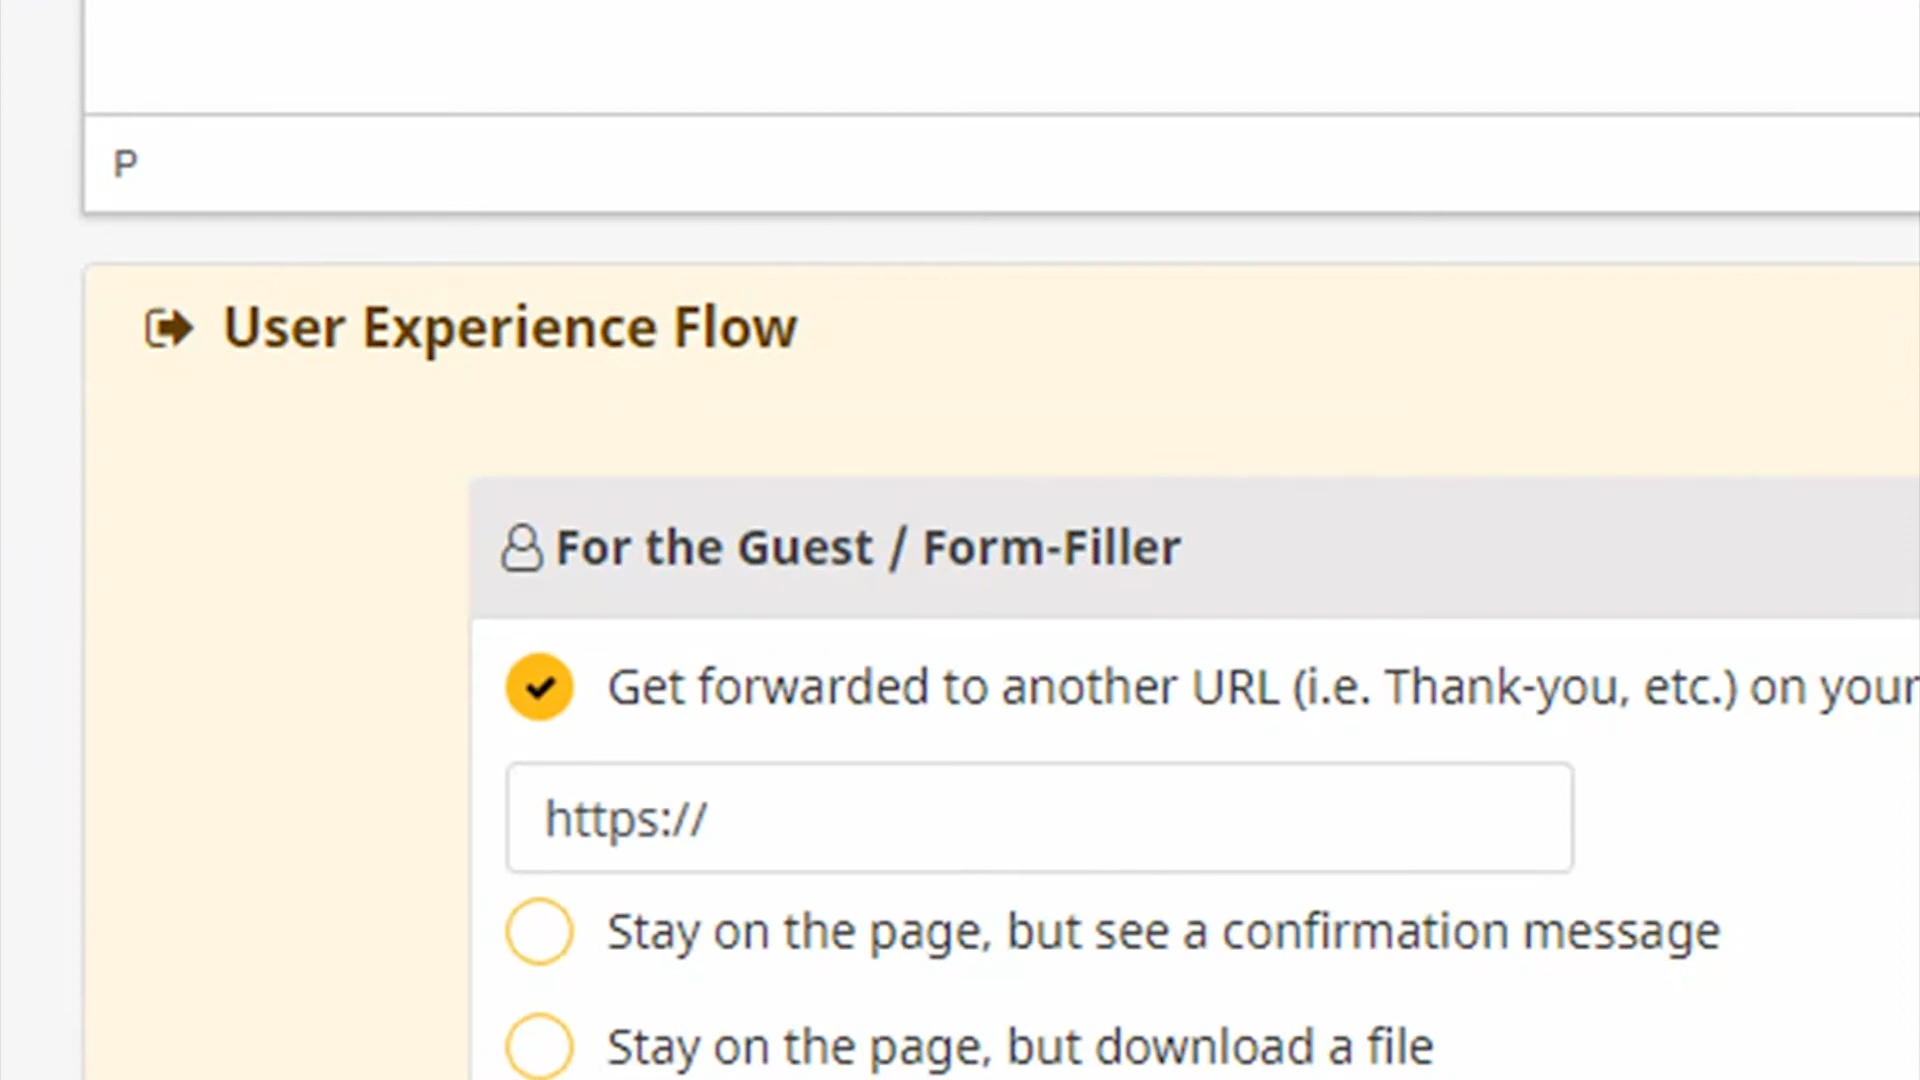 P
User Experience Flow
For the Guest / Form-Filler
Get forwarded to another URL (i.e. Thank-you, etc.) on your
https://
Stay on the page, but see a confirmation message
Stay on the page, but download a file